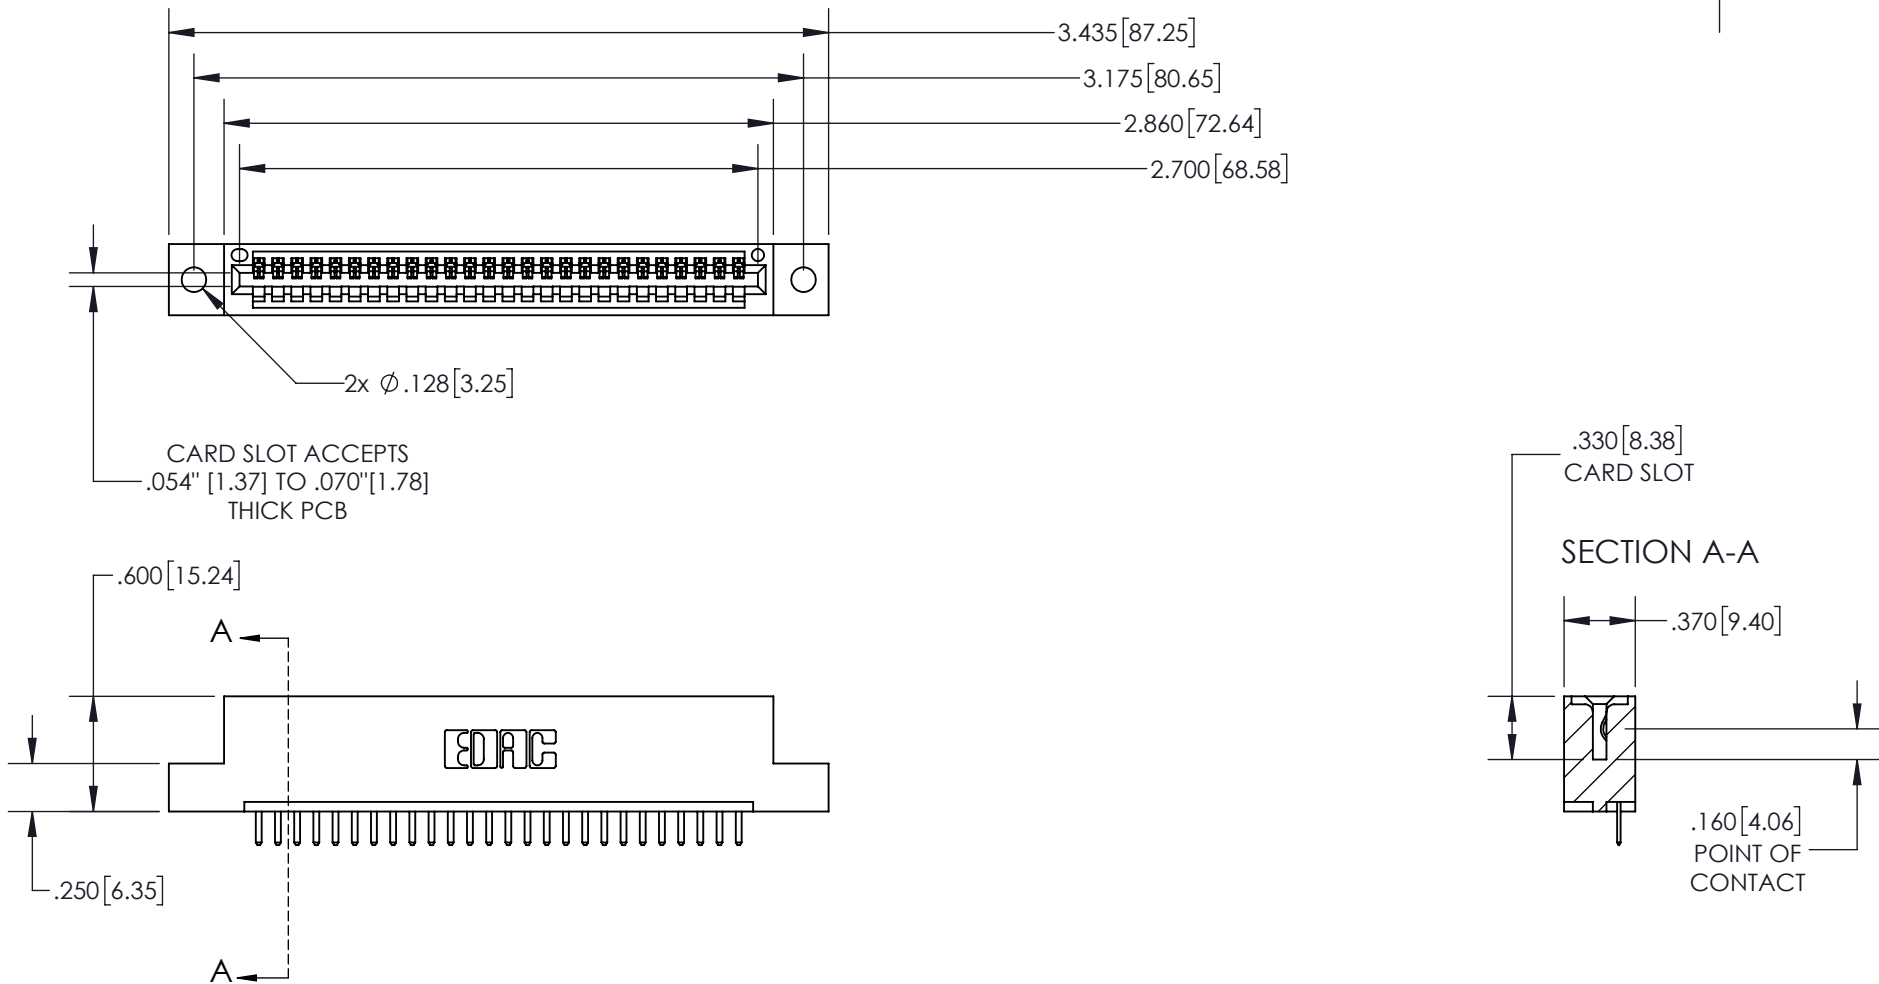 3.435[87.25]
3.175[80.65]
2.860[72.64]
2.700[68.58]
2x ∅.128[3.25]
CARD SLOT ACCEPTS
.054" [1.37] TO .070"[1.78]
THICK PCB
.330[8.38]
CARD SLOT
SECTION A-A
.600[15.24]
.370[9.40]
A
EDAC
.160[4.06]
POINT OF
CONTACT
.250[6.35]
A